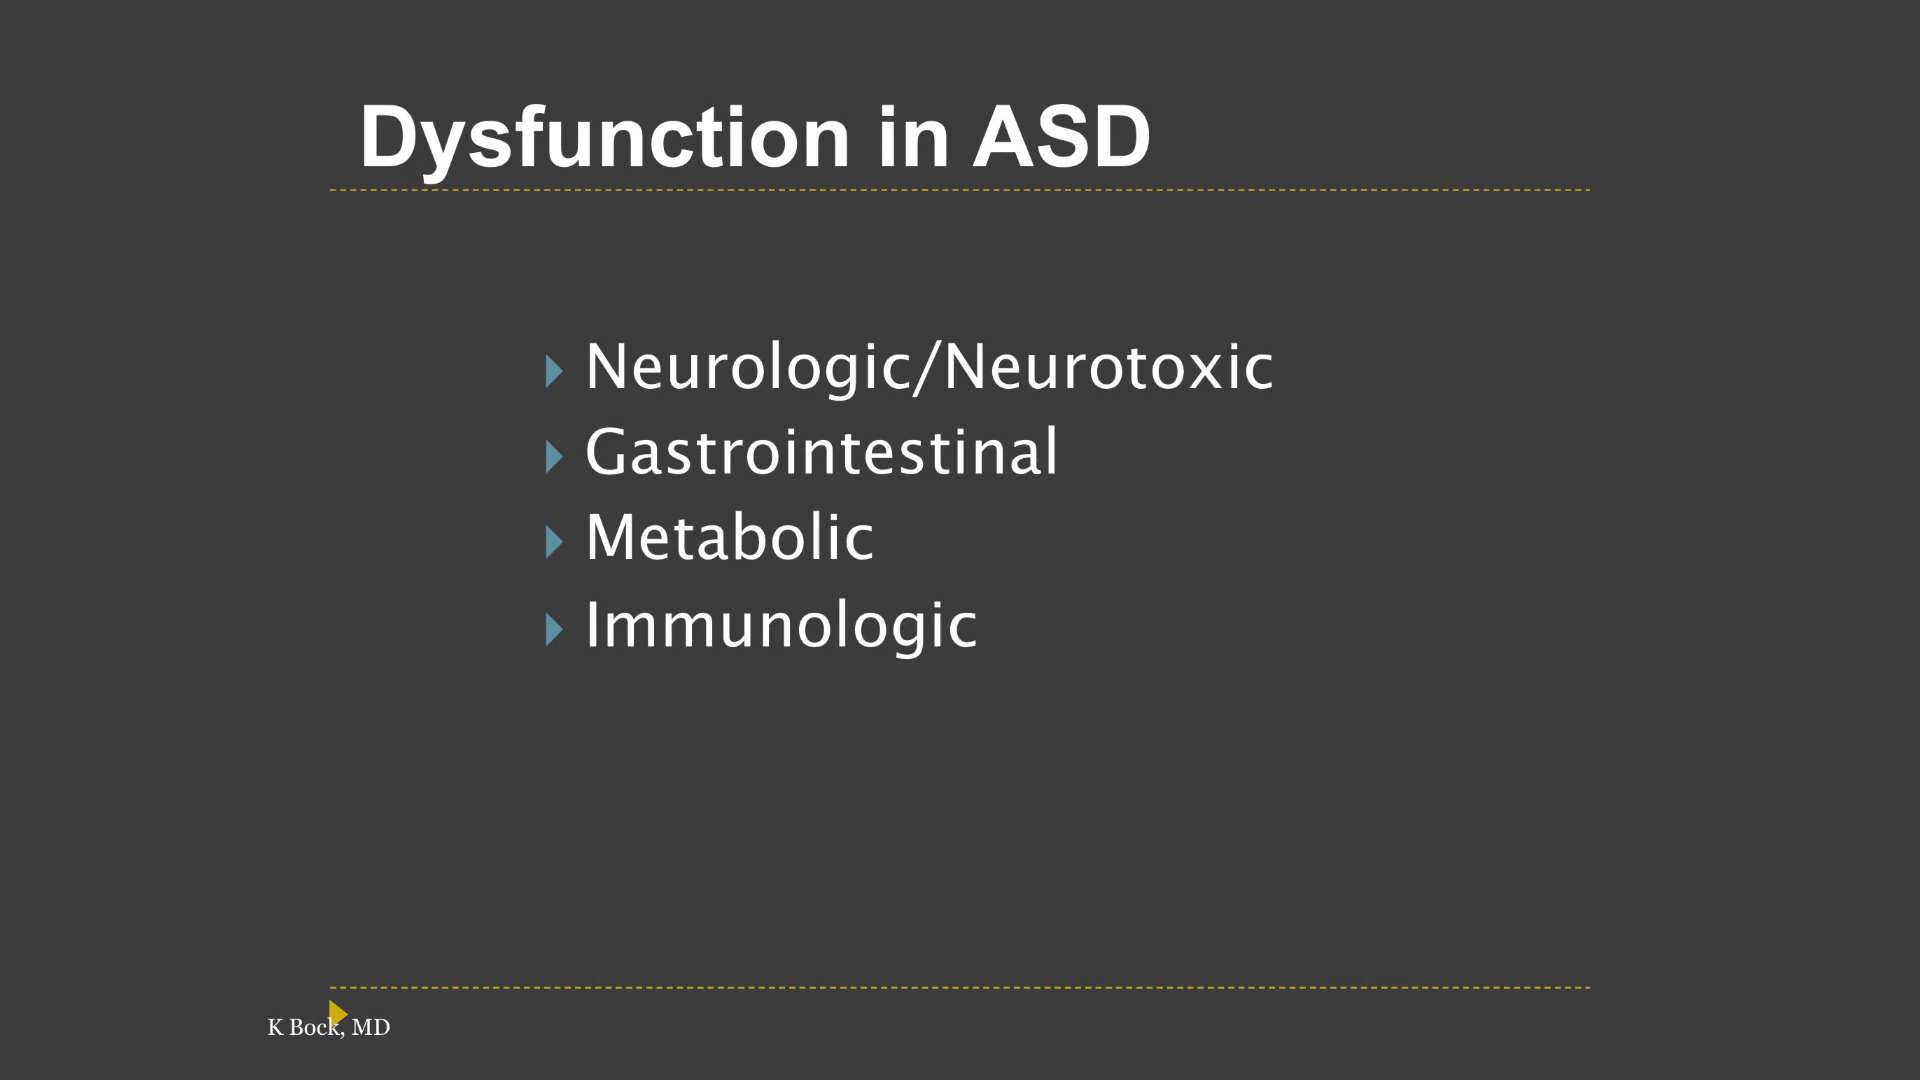 Dysfunction in ASD
Neurologic/Neurotoxic
Gastrointestinal
Metabolic
Immunologic
K Bock, MD